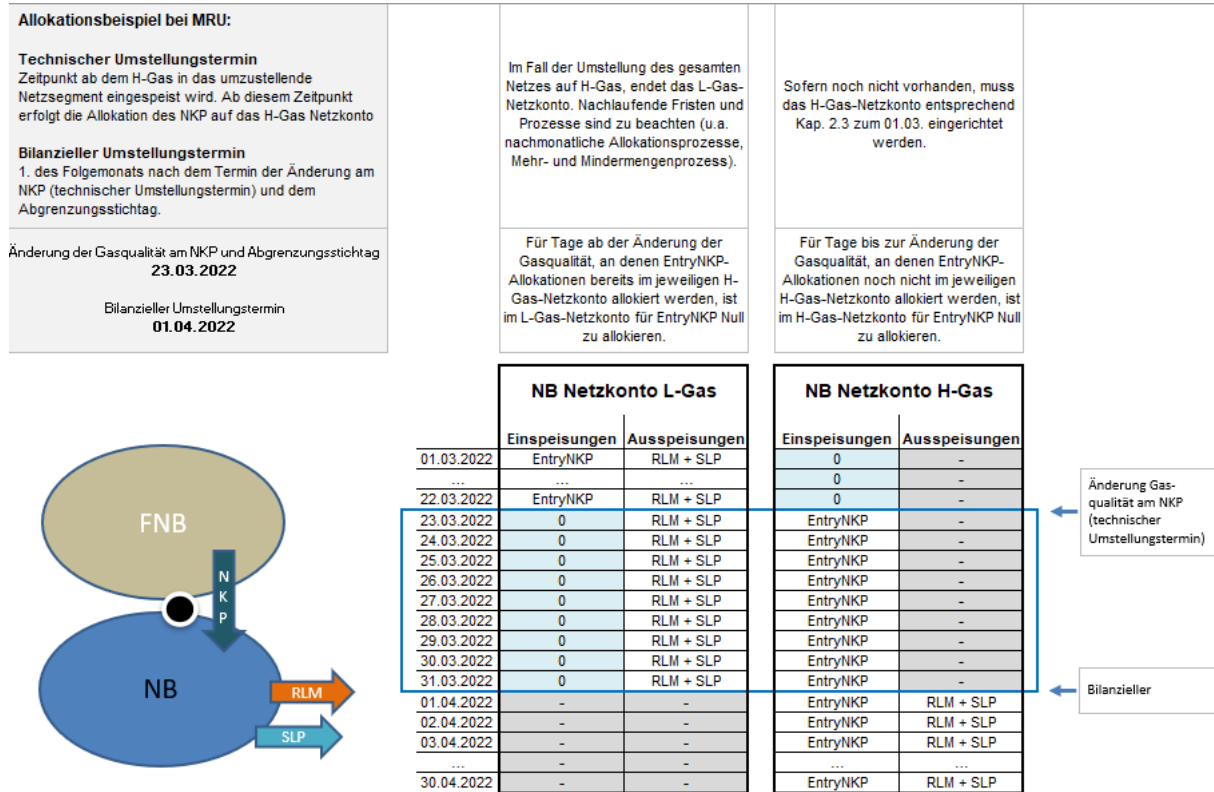 Allokationsbeispiel bei MRU:
Technischer Umstellungstermin
Zeitpunkt ab dem H-Gas in das umzustellende
Netzsegment eingespeist wird. Ab diesem Zeitpunkt
erfolgt die Allokation des NKP auf das H-Gas Netzkonto
Bilanzieller Umstellungstermin
1. des Folgemonats nach dem Termin der Änderung am
NKP (technischer Umstellungstermin) und dem
Abgrenzungsstichtag.
Änderung der Gasqualität am NKP und Abgrenzungsstichtag
23.03.2022
Bilanzieller Umstellungstermin
01.04.2022
Im Fall der Umstellung des gesamten
Netzes auf H-Gas, endet das L-Gas-
Netzkonto. Nachlaufende Fristen und
Prozesse sind zu beachten (u.a.
nachmonatliche Allokationsprozesse,
Mehr- und Mindermengenprozess).
Sofern noch nicht vorhanden, muss
das H-Gas-Netzkonto entsprechend
Kap. 2.3 zum 01.03. eingerichtet
werden.
Für Tage ab der Änderung der
Gasqualität, an denen EntryNKP-
Allokationen bereits im jeweiligen H-
Gas-Netzkonto allokiert werden, ist
im L-Gas-Netzkonto für EntryNKP Null
zu allokieren.
Für Tage bis zur Änderung der
Gasqualität, an denen EntryNKP-
Allokationen noch nicht im jeweiligen
H-Gas-Netzkonto allokiert werden, ist
im H-Gas-Netzkonto für EntryNKP Null
zu allokieren.
NB Netzkonto L-Gas NB Netzkonto H-Gas
Einspeisungen Ausspeisungen Einspeisungen Ausspeisungen
01.03.2022 EntryNKP RLM + SLP 0 -
... ... ... 0 -
22.03.2022 EntryNKP RLM + SLP 0 -
23.03.2022 0 RLM + SLP EntryNKP -
24.03.2022 0 RLM + SLP EntryNKP -
25.03.2022 0 RLM + SLP EntryNKP -
26.03.2022 0 RLM + SLP EntryNKP -
27.03.2022 0 RLM + SLP EntryNKP -
28.03.2022 0 RLM + SLP EntryNKP -
29.03.2022 0 RLM + SLP EntryNKP -
30.03.2022 0 RLM + SLP EntryNKP -
31.03.2022 0 RLM + SLP EntryNKP -
01.04.2022 - - EntryNKP RLM + SLP
02.04.2022 - - EntryNKP RLM + SLP
03.04.2022 - - EntryNKP RLM + SLP
... - - ... ...
30.04.2022 - - EntryNKP RLM + SLP
FNB
NKP
NB
RLM
SLP
Änderung Gas-
qualität am NKP
(technischer
Umstellungstermin)
Bilanzieller